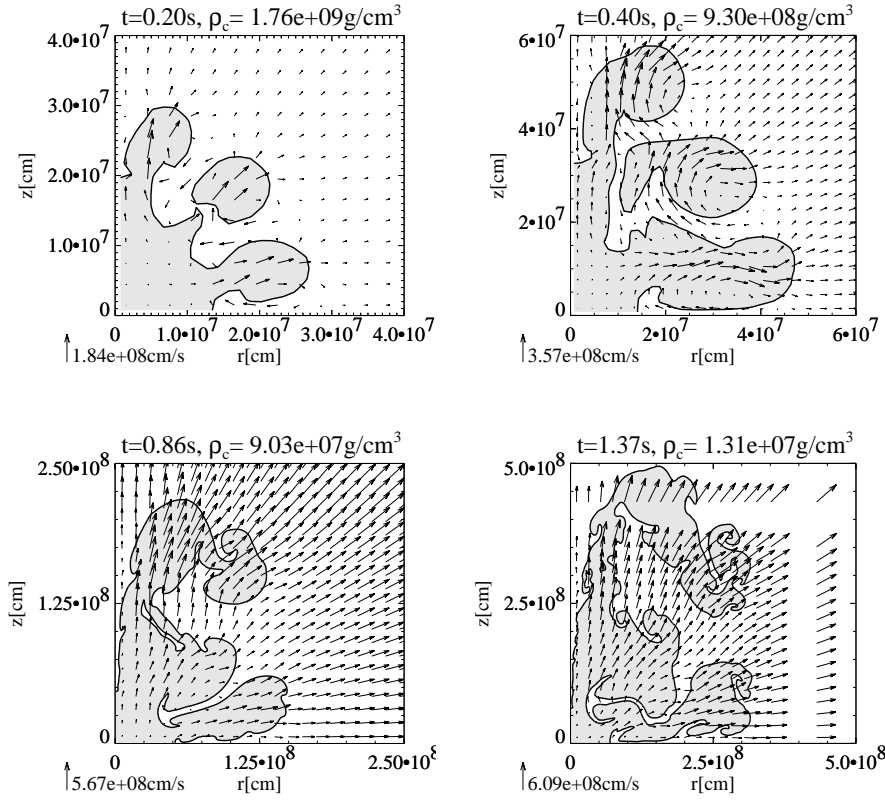 t=0.20s, ρc= 1.76e+09g/cm³
4.0•10⁷
3.0•10⁷
2.0•10⁷
1.0•10⁷
0
z[cm]
0 1.0•10⁷ 2.0•10⁷ 3.0•10⁷ 4.0•10⁷
1.84e+08cm/s r[cm]
t=0.40s, ρc= 9.30e+08g/cm³
6•10⁷
4•10⁷
2•10⁷
0
z[cm]
0 2•10⁷ 4•10⁷ 6•10⁷
3.57e+08cm/s r[cm]
t=0.86s, ρc= 9.03e+07g/cm³
2.50•10⁸
1.25•10⁸
0
z[cm]
0 1.25•10⁸ 2.50•10⁸
5.67e+08cm/s r[cm]
t=1.37s, ρc= 1.31e+07g/cm³
5.0•10⁸
2.5•10⁸
0
z[cm]
0 2.5•10⁸ 5.0•10⁸
6.09e+08cm/s r[cm]